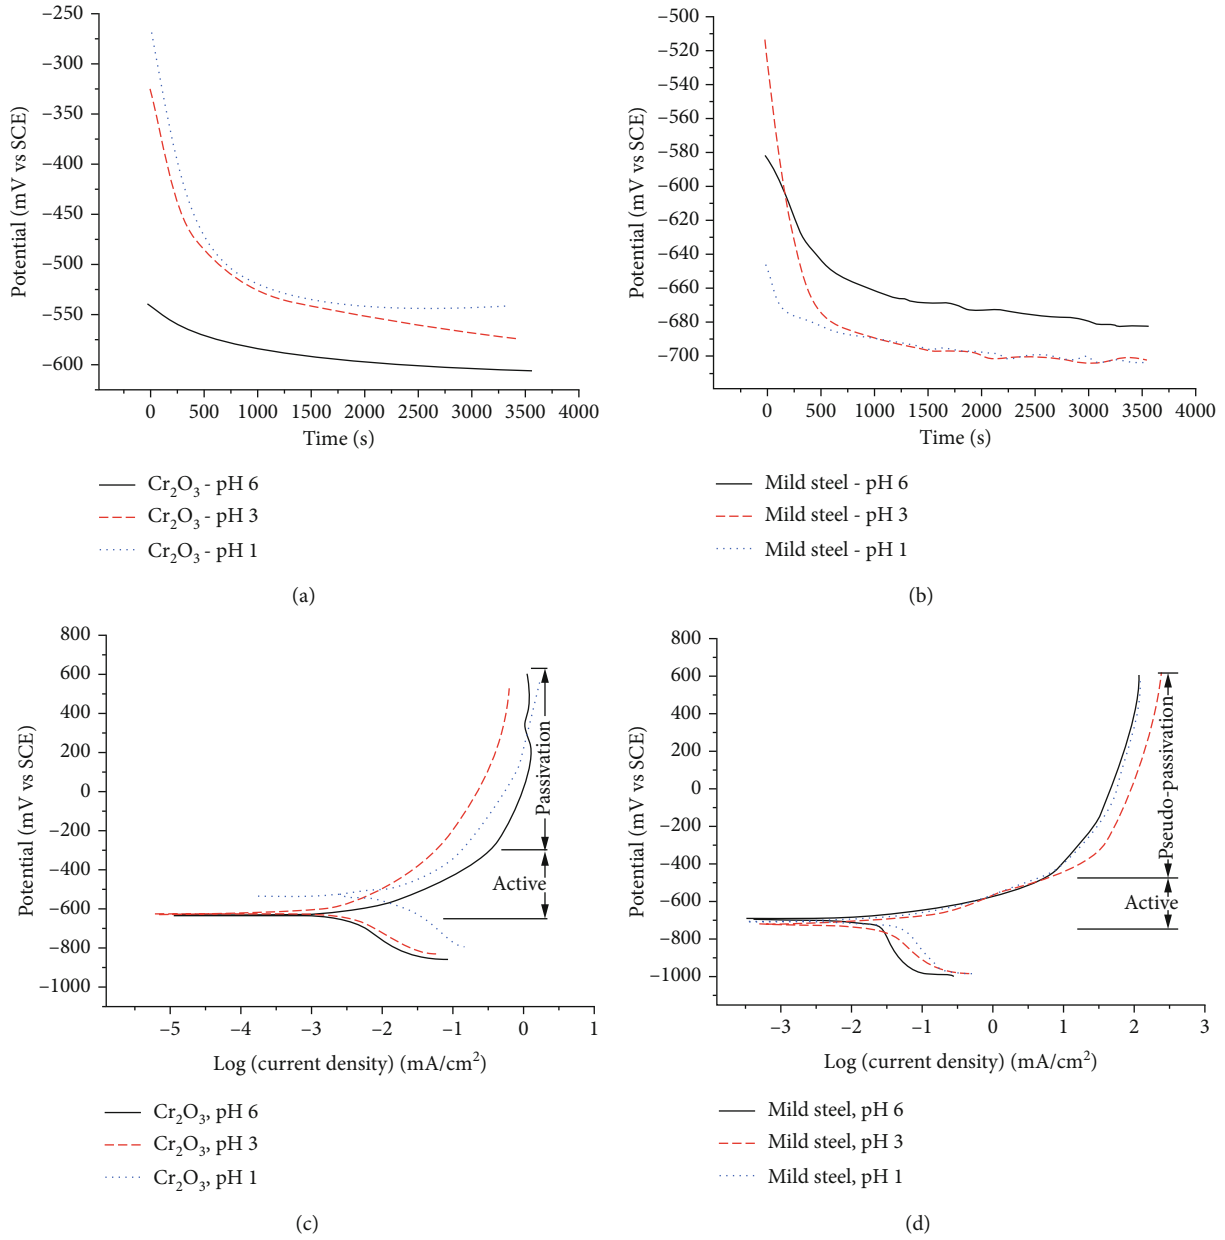 −250
−300
−350
−400
−450
−500
−550
−600
Potential (mV vs SCE)
0 500 1000 1500 2000 2500 3000 3500 4000
Time (s)
Cr₂O₃ - pH 6
Cr₂O₃ - pH 3
Cr₂O₃ - pH 1
(a)
−500
−520
−540
−560
−580
−600
−620
−640
−660
−680
−700
Potential (mV vs SCE)
0 500 1000 1500 2000 2500 3000 3500 4000
Time (s)
Mild steel - pH 6
Mild steel - pH 3
Mild steel - pH 1
(b)
800
600
400
200
0
−200
−400
−600
−800
−1000
Potential (mV vs SCE)
Passivation
Active
−5 −4 −3 −2 −1 0 1
Log (current density) (mA/cm²)
Cr₂O₃, pH 6
Cr₂O₃, pH 3
Cr₂O₃, pH 1
(c)
800
600
400
200
0
−200
−400
−600
−800
−1000
Potential (mV vs SCE)
Pseudo-passivation
Active
−3 −2 −1 0 1 2 3
Log (current density) (mA/cm²)
Mild steel, pH 6
Mild steel, pH 3
Mild steel, pH 1
(d)